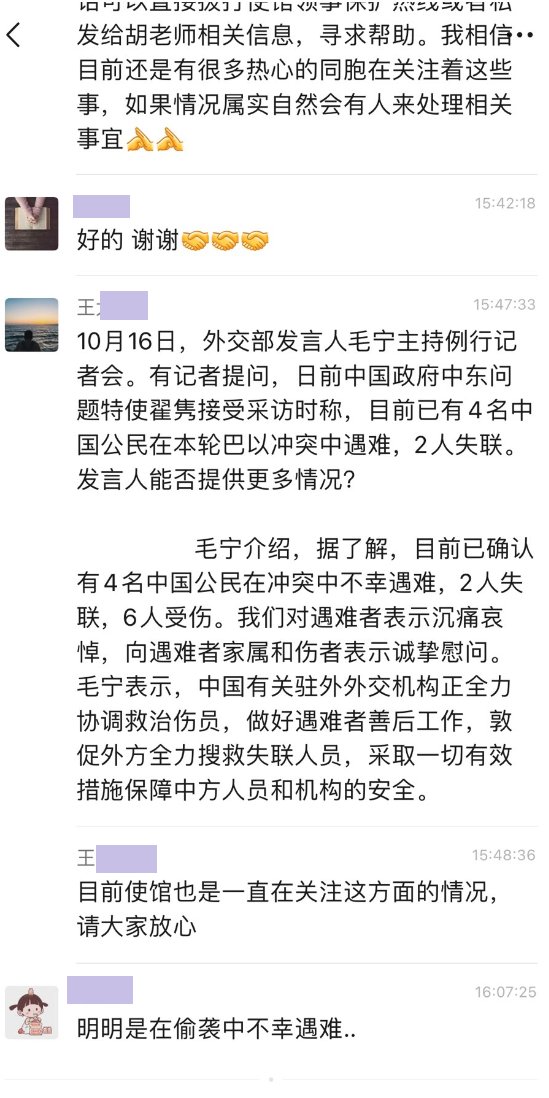 发给胡老师相关信息，寻求帮助。我相信
目前还是有很多热心的同胞在关注着这些
事，如果情况属实自然会有人来处理相关
事宜
15:42:18
好的 谢谢
王
15:47:33
10月16日，外交部发言人毛宁主持例行记
者会。有记者提问，日前中国政府中东问
题特使翟隽接受采访时称，目前已有4名中
国公民在本轮巴以冲突中遇难，2人失联。
发言人能否提供更多情况？
毛宁介绍，据了解，目前已确认
有4名中国公民在冲突中不幸遇难，2人失
联，6人受伤。我们对遇难者表示沉痛哀
悼，向遇难者家属和伤者表示诚挚慰问。
毛宁表示，中国有关驻外外交机构正全力
协调救治伤员，做好遇难者善后工作，敦
促外方全力搜救失联人员，采取一切有效
措施保障中方人员和机构的安全。
王
15:48:36
目前使馆也是一直在关注这方面的情况，
请大家放心
16:07:25
明明是在偷袭中不幸遇难..